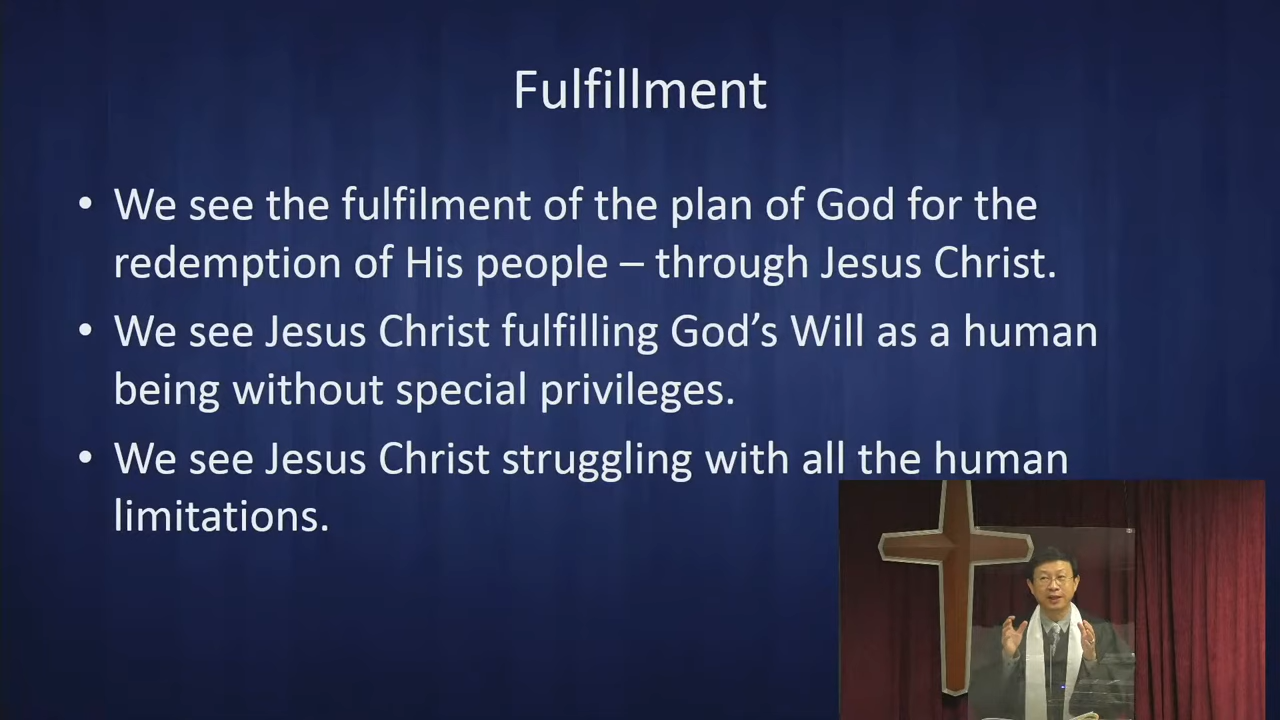 Fulfillment
• We see the fulfilment of the plan of God for the
redemption of His people – through Jesus Christ.
• We see Jesus Christ fulfilling God’s Will as a human
being without special privileges.
• We see Jesus Christ struggling with all the human
limitations.